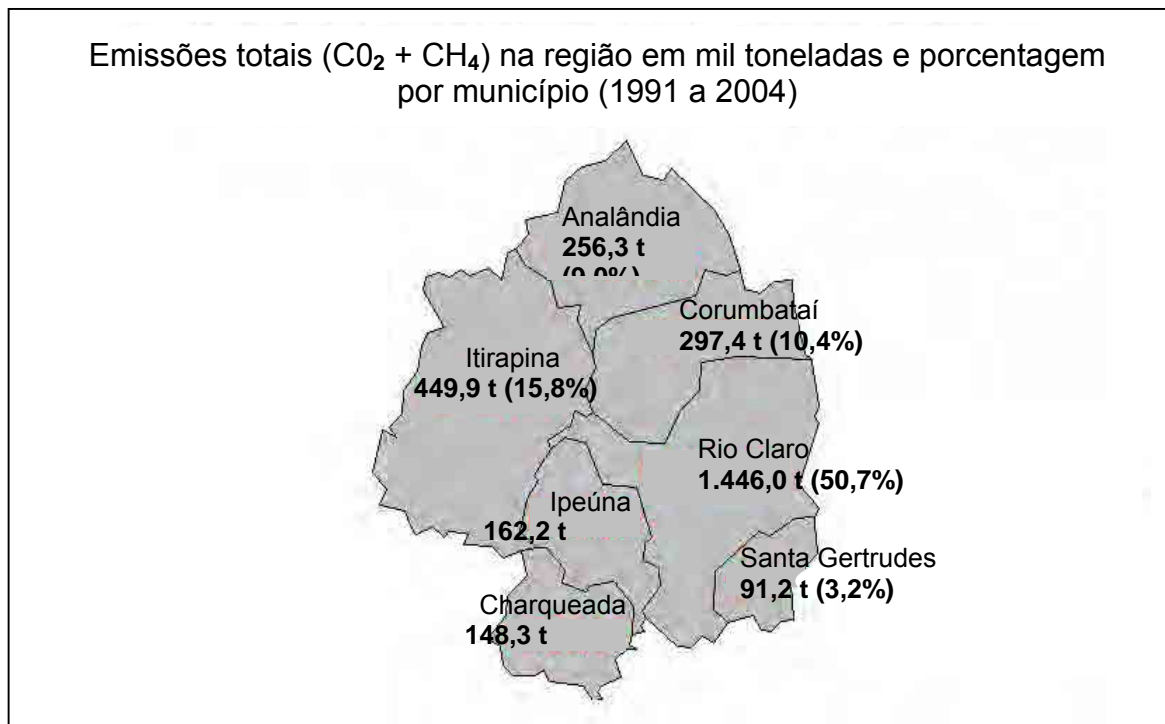 Emissões totais (C0₂ + CH₄) na região em mil toneladas e porcentagem
por município (1991 a 2004)
Analândia
256,3 t
Corumbataí
297,4 t (10,4%)
Itirapina
449,9 t (15,8%)
Rio Claro
1.446,0 t (50,7%)
Ipeúna
162,2 t
Santa Gertrudes
91,2 t (3,2%)
Charqueada
148,3 t